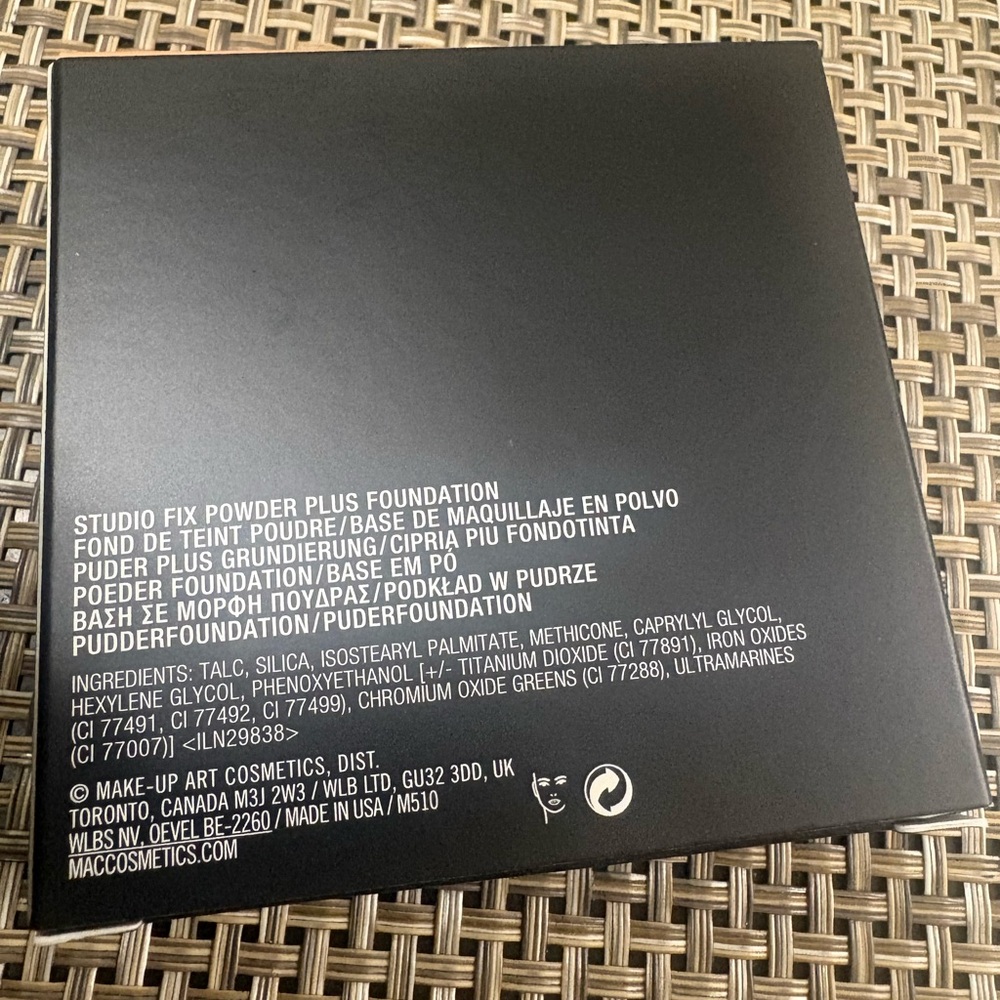 STUDIO FIX POWDER PLUS FOUNDATION
FOND DE TEINT POUDRE/BASE DE MAQUILLAJE EN POLVO
PUDER PLUS GRUNDIERUNG/CIPRIA PIU FONDOTINTA
POEDER FOUNDATION/BASE EM PÓ
ΒΑΣΗ ΣΕ ΜΟΡΦΗ ΠΟΥΔΡΑΣ/PODKŁAD W PUDRZE
PUDDERFOUNDATION/PUDERFOUNDATION
INGREDIENTS: TALC, SILICA, ISOSTEARYL PALMITATE, METHICONE, CAPRYLYL GLYCOL,
HEXYLENE GLYCOL, PHENOXYETHANOL [+/- TITANIUM DIOXIDE (CI 77891), IRON OXIDES
(CI 77491, CI 77492, CI 77499), CHROMIUM OXIDE GREENS (CI 77288), ULTRAMARINES
(CI 77007)] <ILN29838>
© MAKE-UP ART COSMETICS, DIST.
TORONTO, CANADA M3J 2W3 / WLB LTD, GU32 3DD, UK
WLBS NV, OEVEL BE-2260 / MADE IN USA / M510
MACCOSMETICS.COM